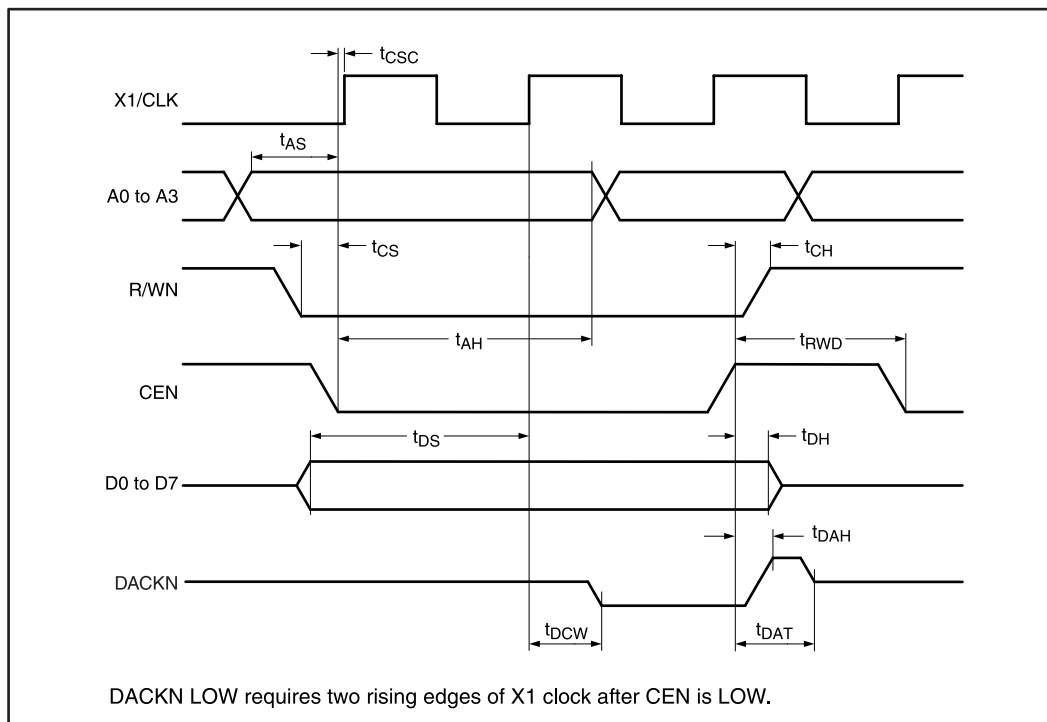 tCSC
X1/CLK
tAS
A0 to A3
tCS
tCH
R/WN
tAH
tRWD
CEN
tDS
tDH
D0 to D7
tDAH
DACKN
tDCW
tDAT
DACKN LOW requires two rising edges of X1 clock after CEN is LOW.